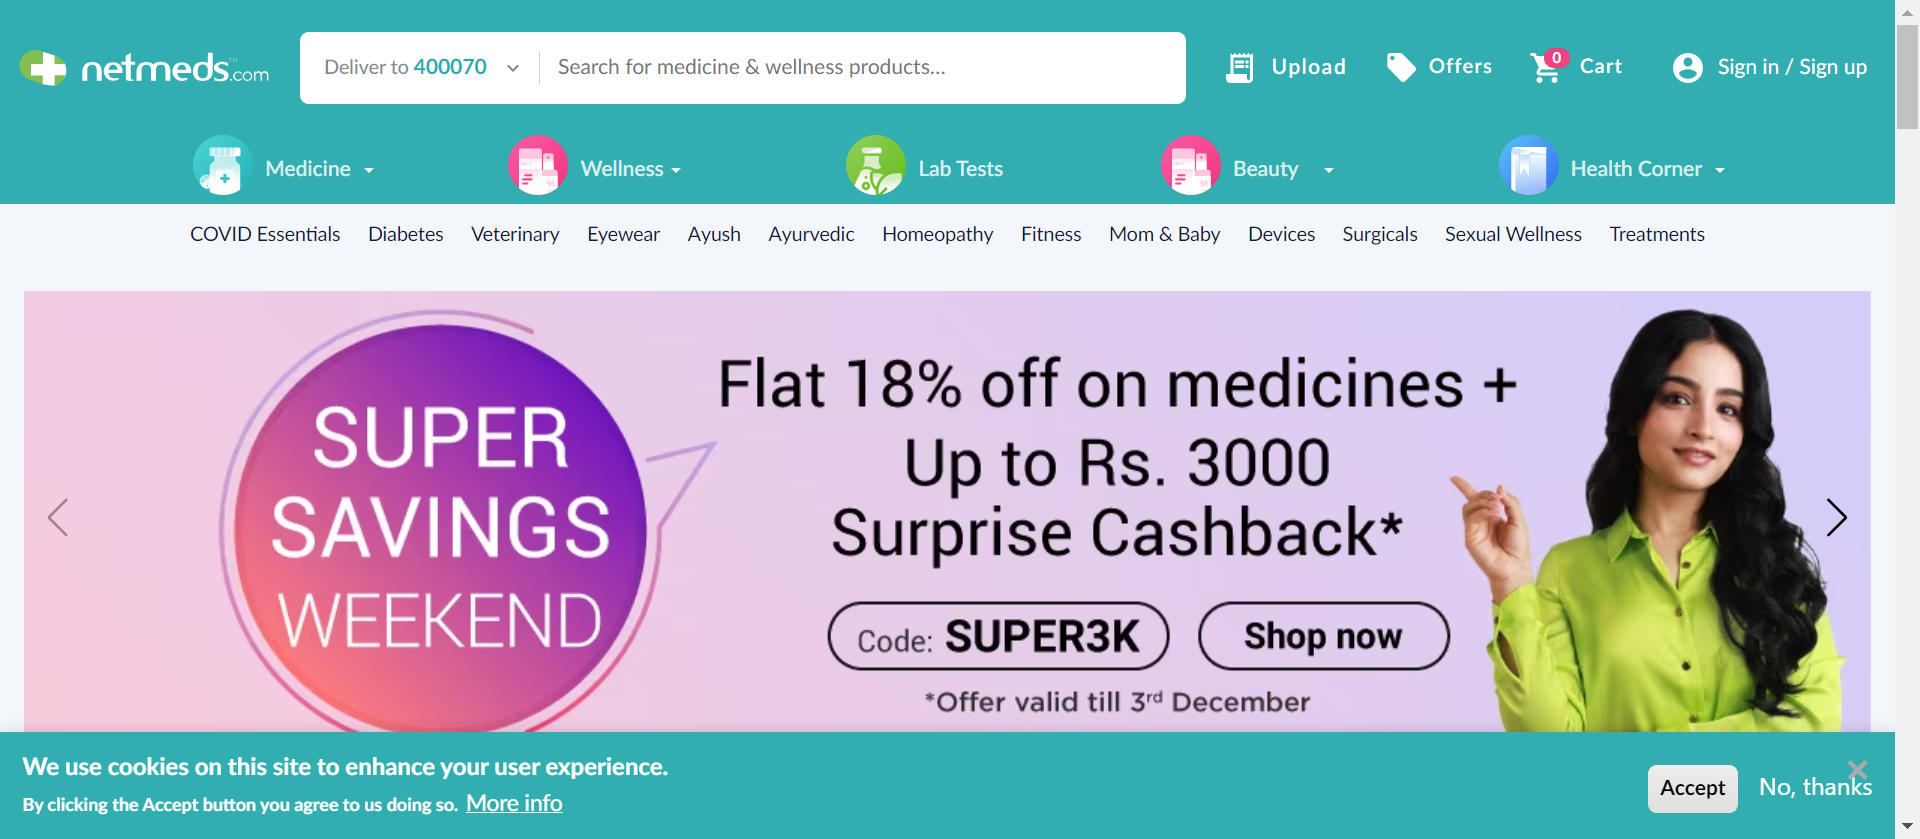 netmeds.com
Deliver to 400070
Search for medicine & wellness products...
Upload
Offers
0
Cart
Sign in / Sign up
Medicine
Wellness
Lab Tests
Beauty
Health Corner
COVID Essentials
Diabetes
Veterinary
Eyewear
Ayush
Ayurvedic
Homeopathy
Fitness
Mom & Baby
Devices
Surgicals
Sexual Wellness
Treatments
SUPER
SAVINGS
WEEKEND
Flat 18% off on medicines +
Up to Rs. 3000
Surprise Cashback*
Code: SUPER3K
Shop now
*Offer valid till 3rd December
We use cookies on this site to enhance your user experience.
By clicking the Accept button you agree to us doing so. More info
Accept
No, thanks